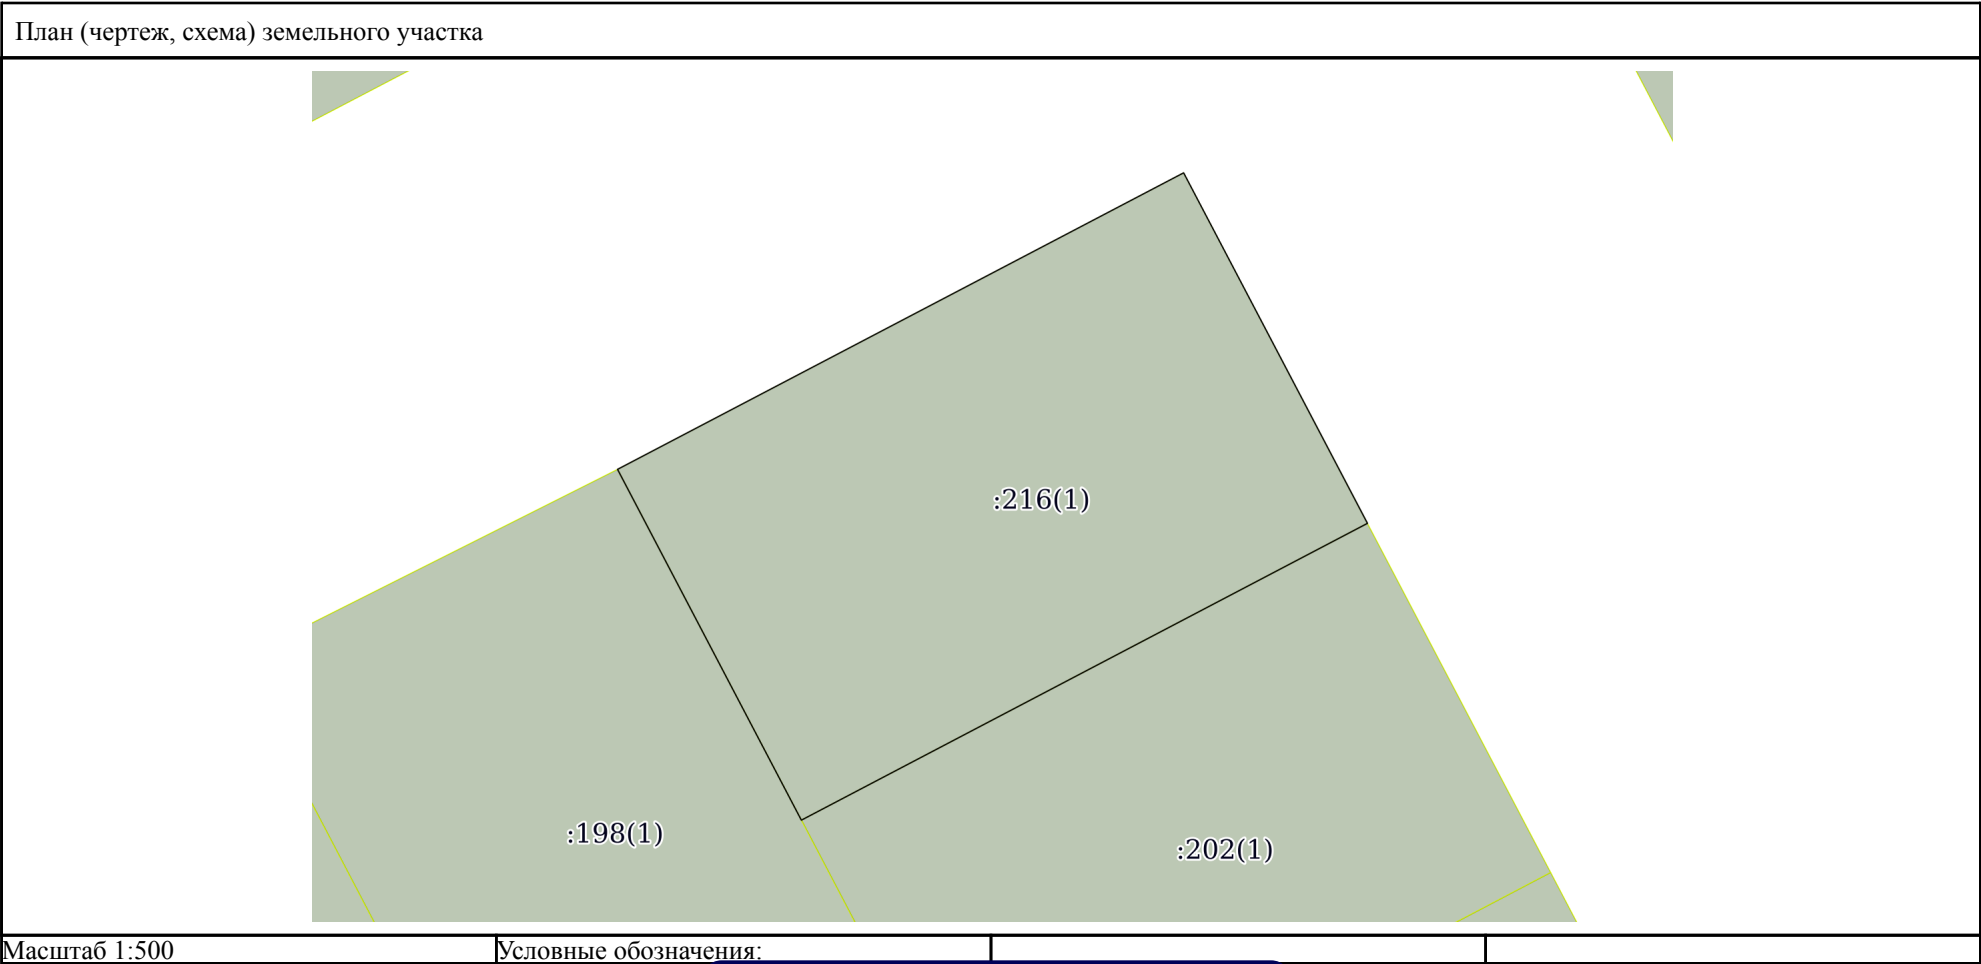 План (чертеж, схема) земельного участка
:216(1)
:198(1)
:202(1)
Масштаб 1:500
Условные обозначения: